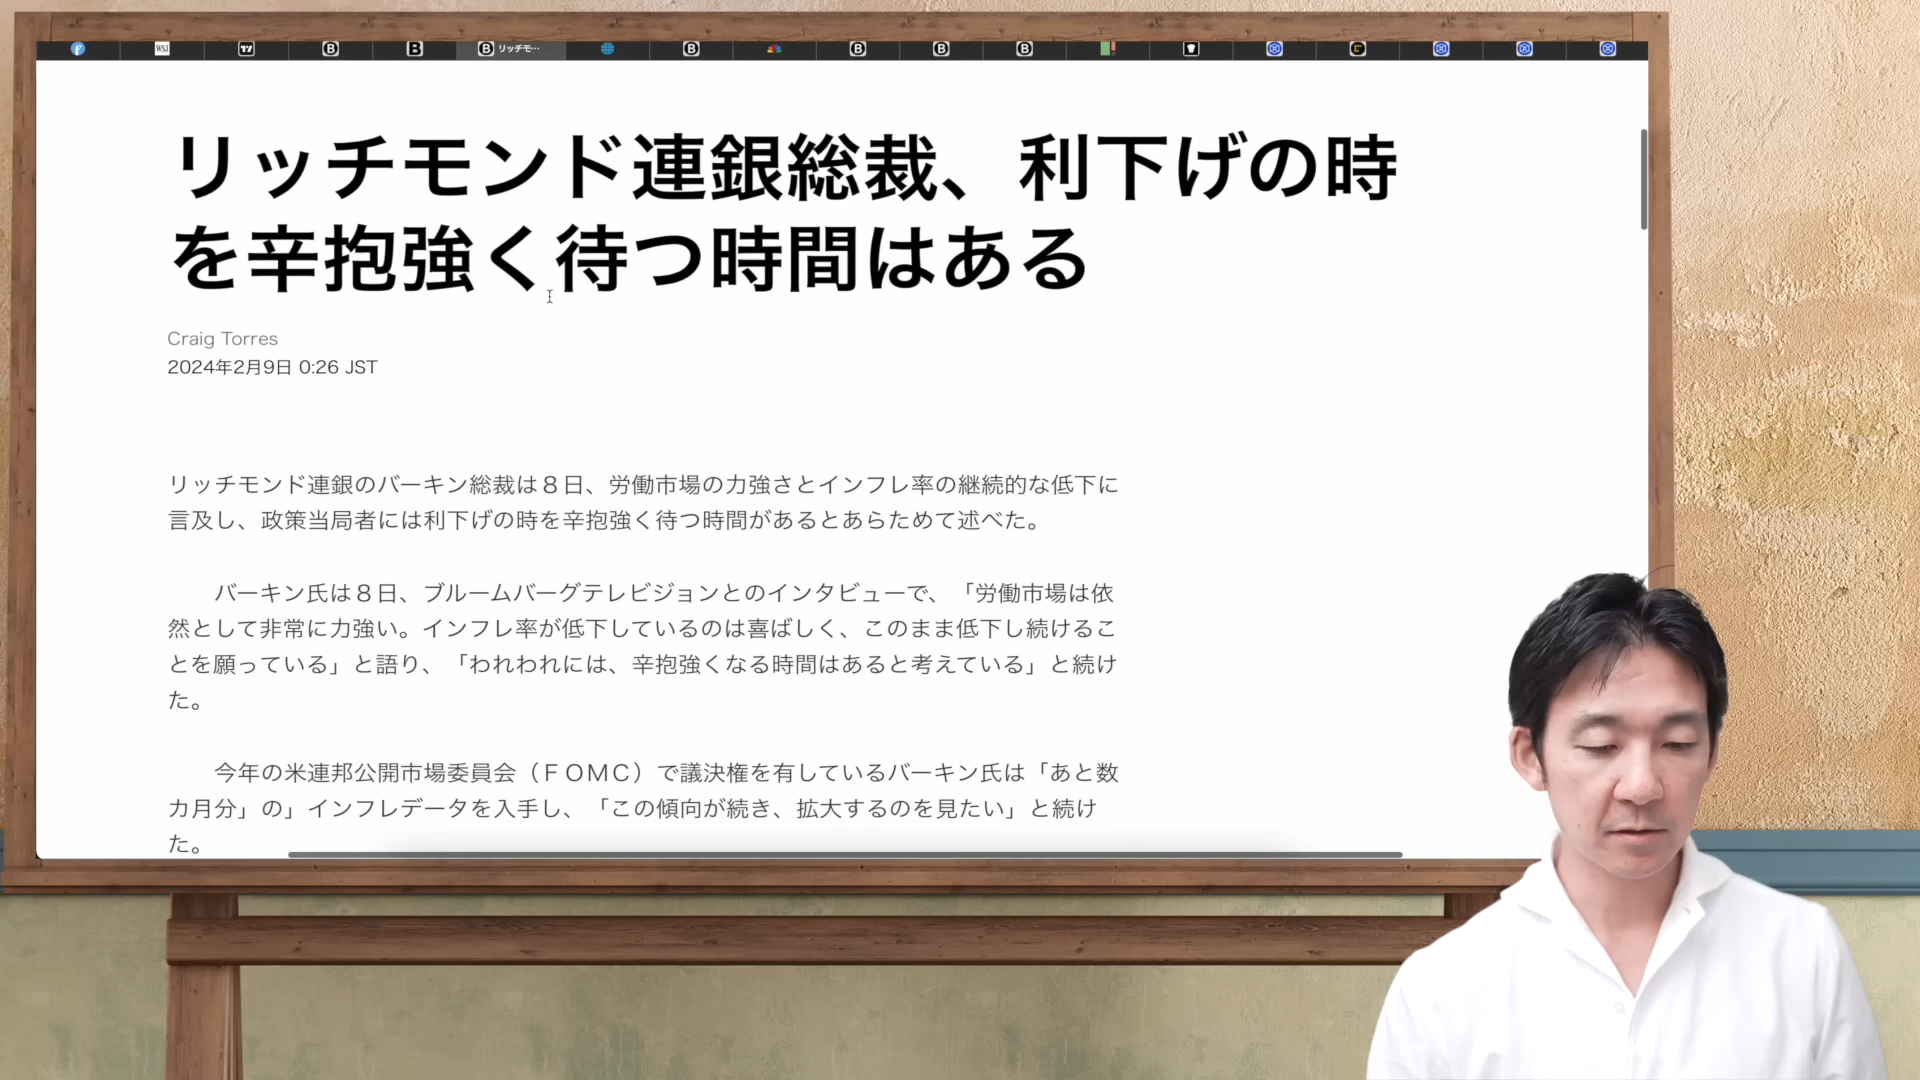 WSJ
リッチモ…
リッチモンド連銀総裁、利下げの時
を辛抱強く待つ時間はある
Craig Torres
2024年2月9日 0:26 JST
リッチモンド連銀のバーキン総裁は８日、労働市場の力強さとインフレ率の継続的な低下に
言及し、政策当局者には利下げの時を辛抱強く待つ時間があるとあらためて述べた。
バーキン氏は８日、ブルームバーグテレビジョンとのインタビューで、「労働市場は依
然として非常に力強い。インフレ率が低下しているのは喜ばしく、このまま低下し続けるこ
とを願っている」と語り、「われわれには、辛抱強くなる時間はあると考えている」と続け
た。
今年の米連邦公開市場委員会（ＦＯＭＣ）で議決権を有しているバーキン氏は「あと数
カ月分」の」インフレデータを入手し、「この傾向が続き、拡大するのを見たい」と続け
た。